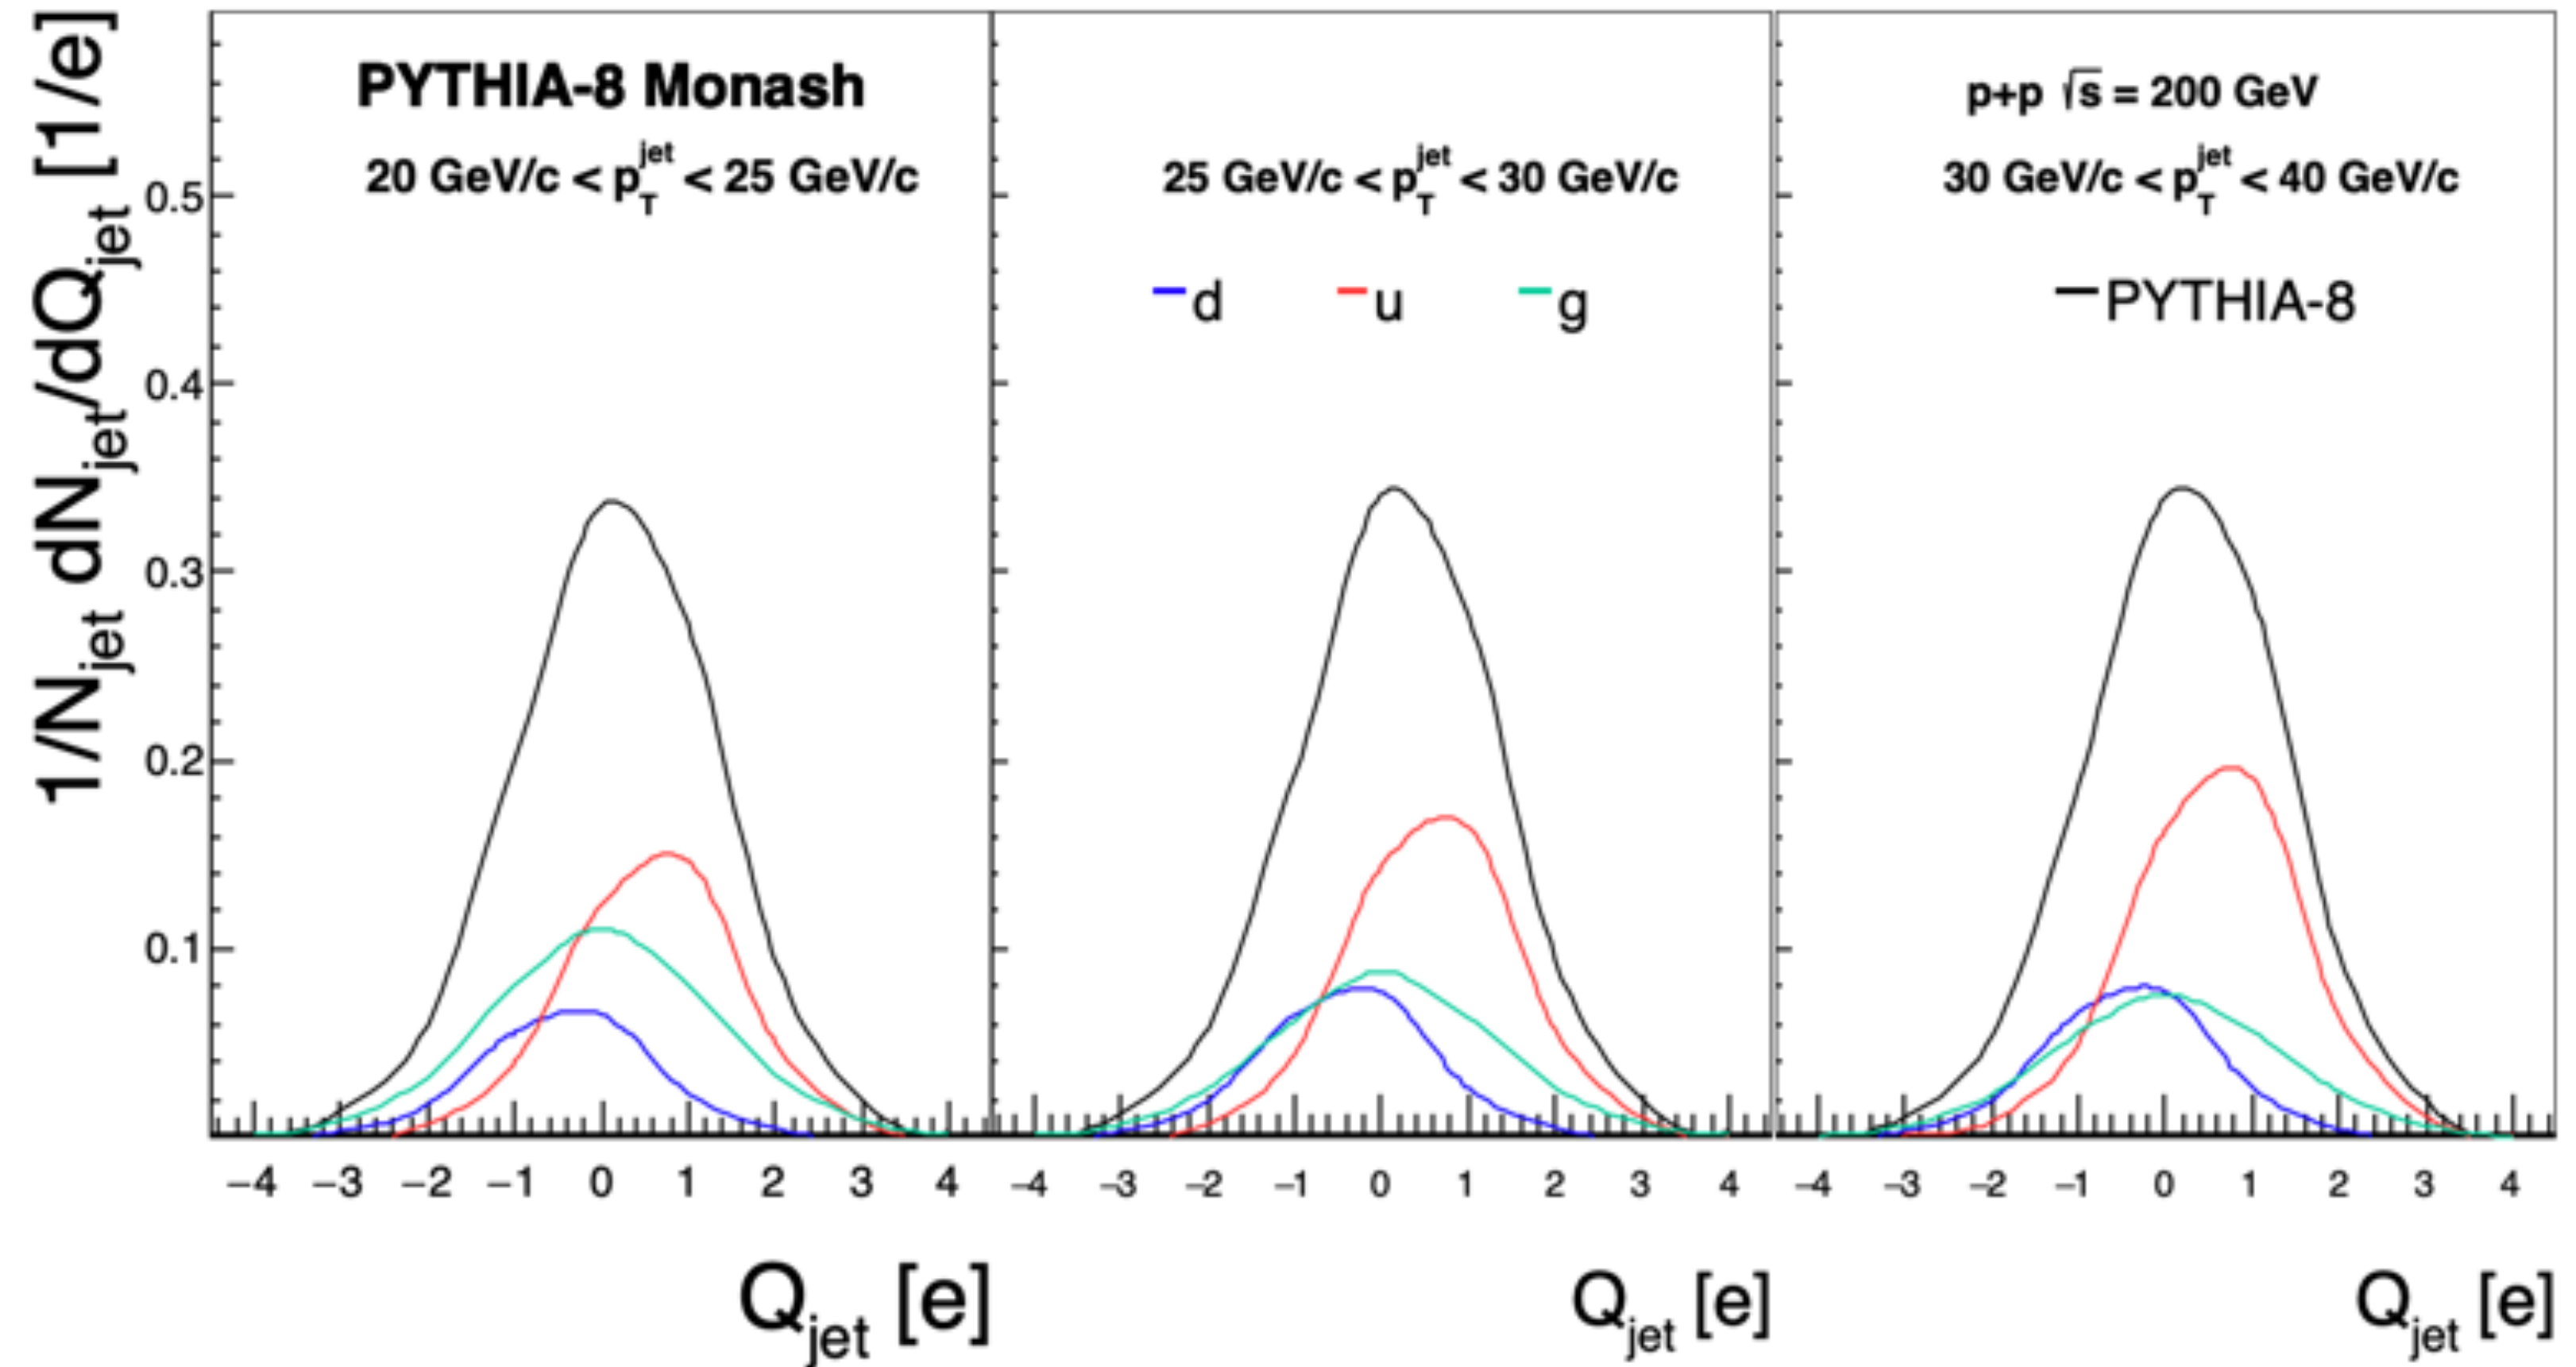 1/N_jet dN_jet/dQ_jet [1/e]
PYTHIA-8 Monash
20 GeV/c < p_T^jet < 25 GeV/c
0.5
0.4
0.3
0.2
0.1
−4 −3 −2 −1 0 1 2 3 4
Q_jet [e]
25 GeV/c < p_T^jet < 30 GeV/c
d u g
−4 −3 −2 −1 0 1 2 3 4
Q_jet [e]
p+p √s = 200 GeV
30 GeV/c < p_T^jet < 40 GeV/c
PYTHIA-8
−4 −3 −2 −1 0 1 2 3 4
Q_jet [e]